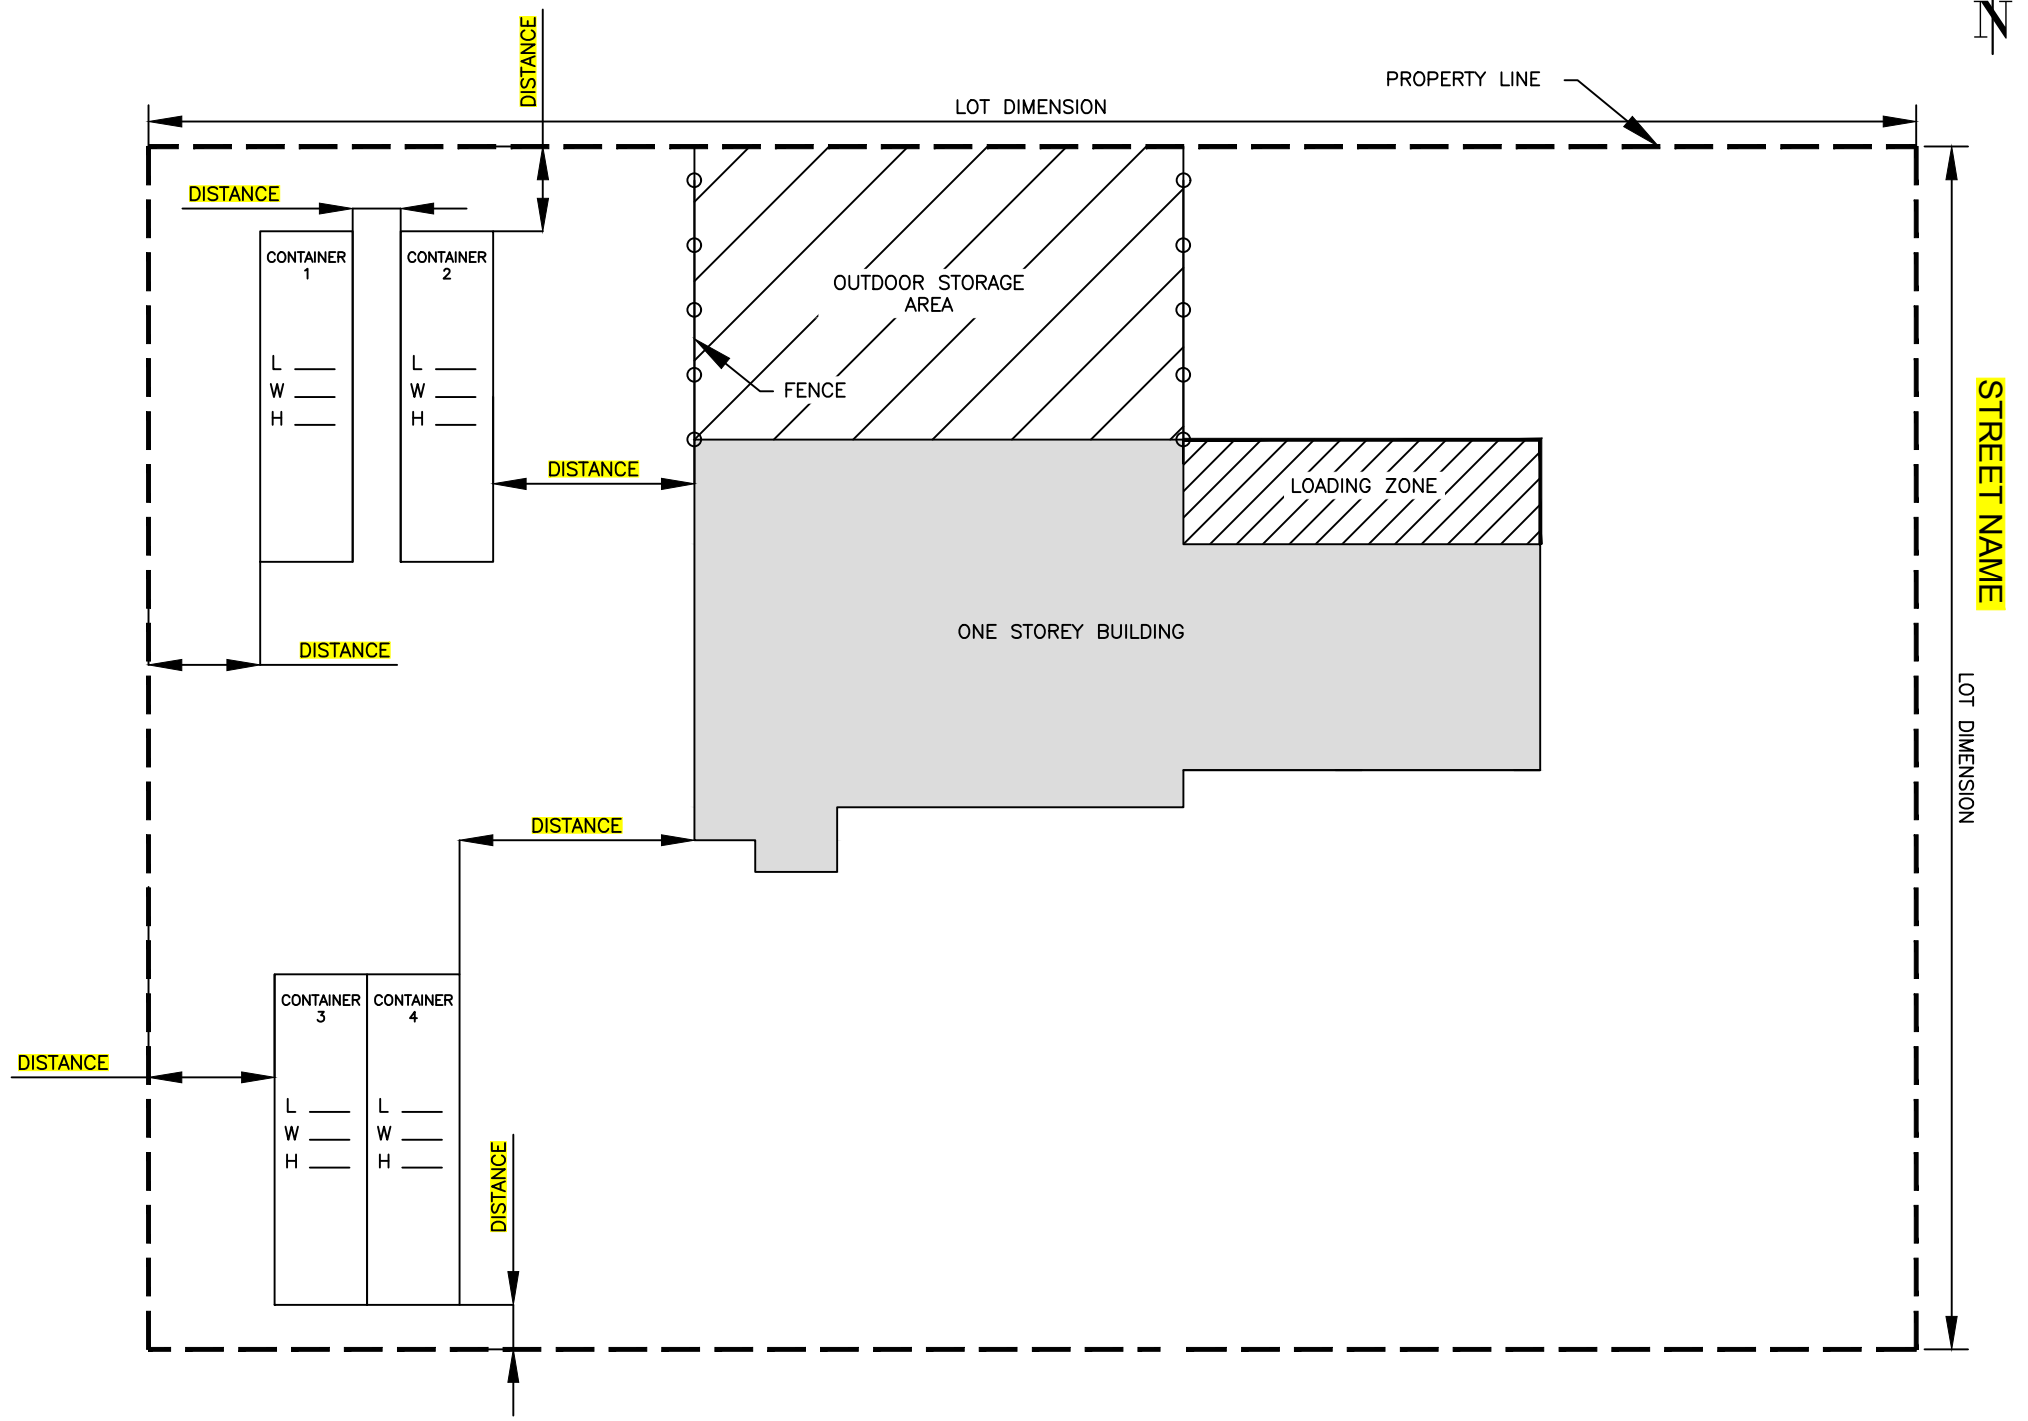 N
DISTANCE
PROPERTY LINE
LOT DIMENSION
DISTANCE
CONTAINER
1
CONTAINER
2
OUTDOOR STORAGE
AREA
L
W
H
L
W
H
FENCE
STREET NAME
DISTANCE
LOADING ZONE
ONE STOREY BUILDING
DISTANCE
LOT DIMENSION
DISTANCE
CONTAINER
3
CONTAINER
4
DISTANCE
L
W
H
L
W
H
DISTANCE